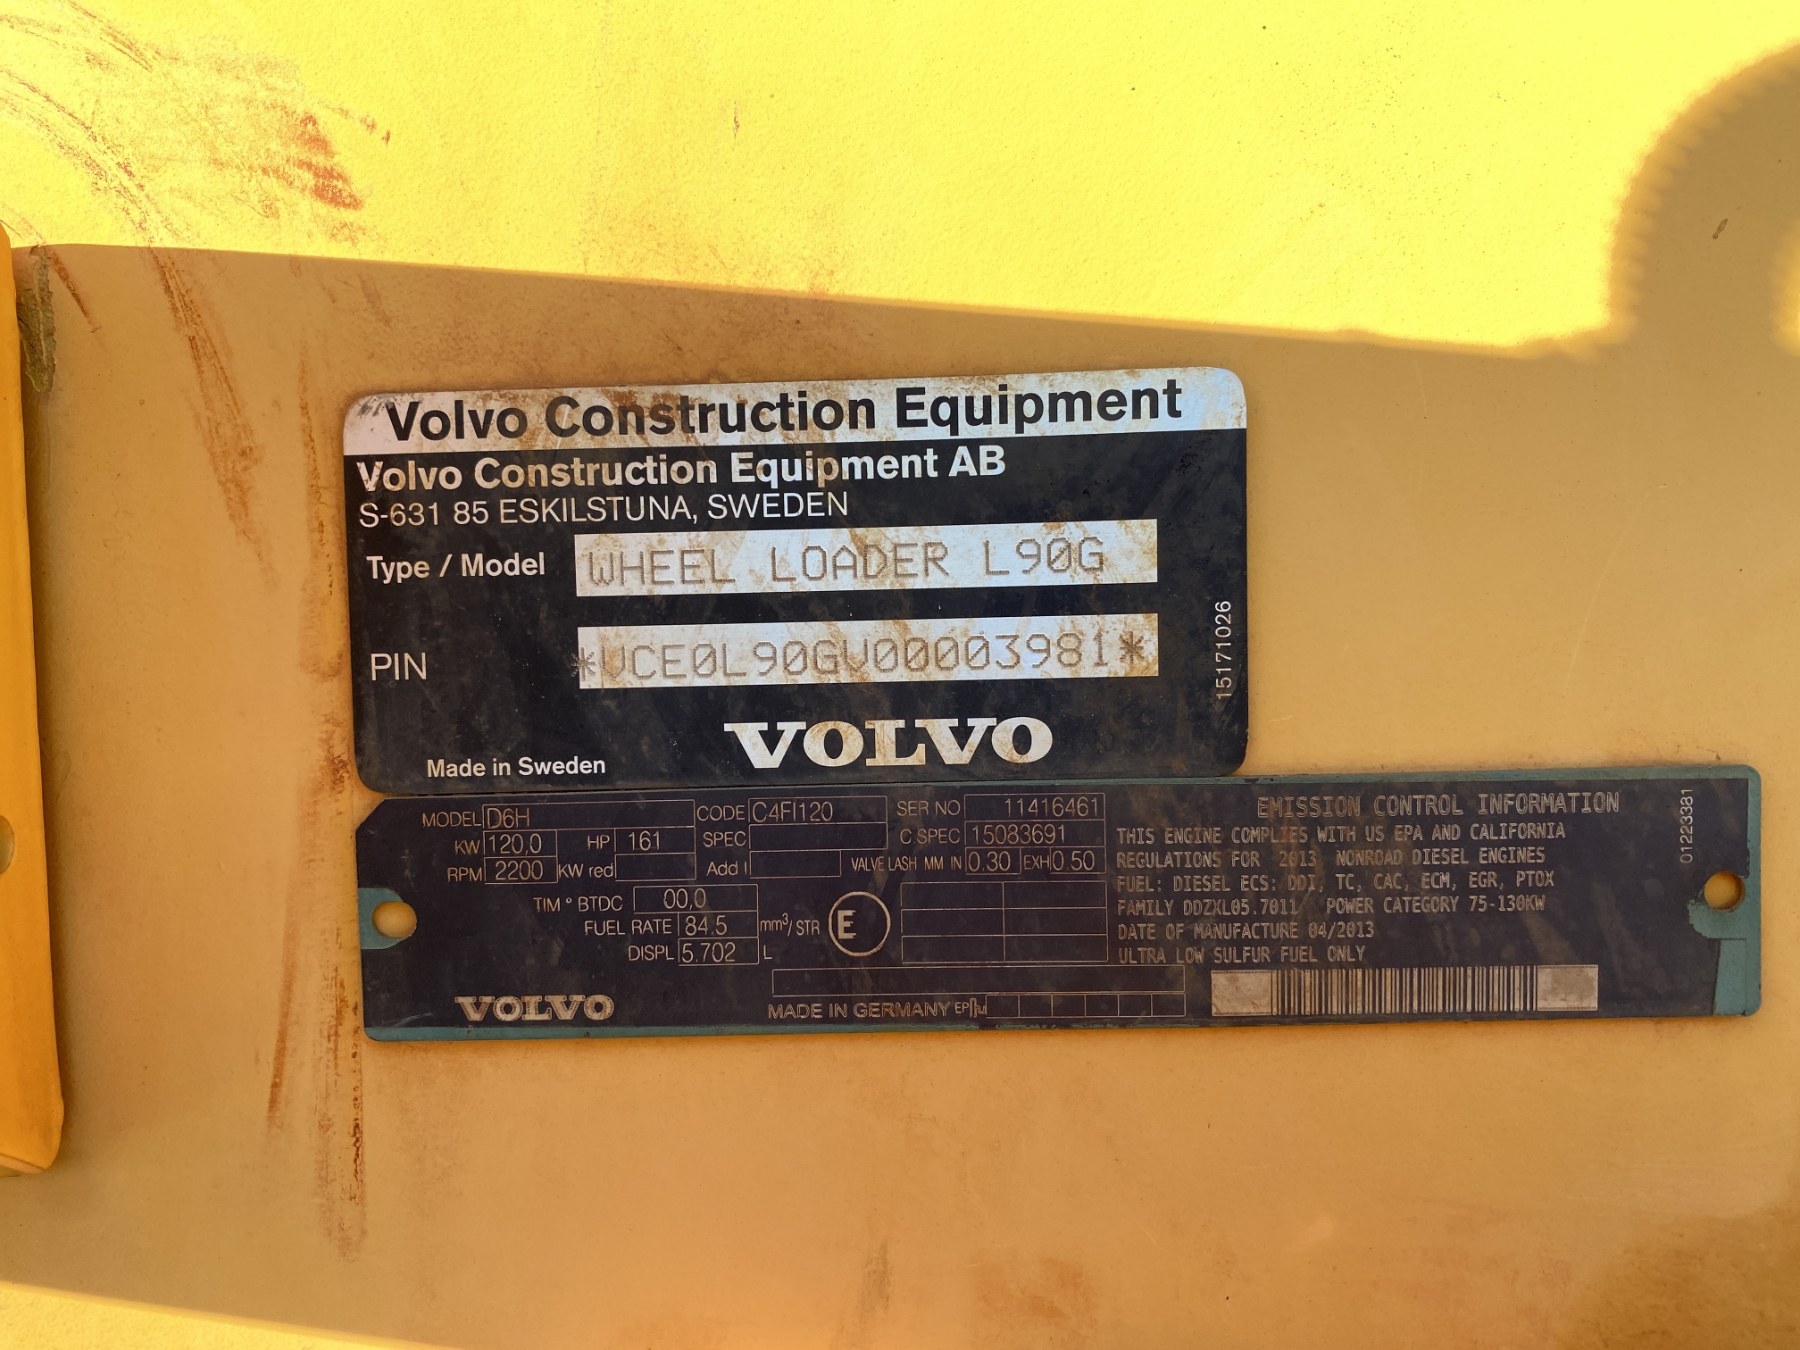 Volvo Construction Equipment
Volvo Construction Equipment AB
S-631 85 ESKILSTUNA, SWEDEN
Type / Model WHEEL LOADER L90G
PIN *VCE0L90GV00003981*
15171026
VOLVO
Made in Sweden
MODEL D6H CODE C4FI120 SER NO 11416461
KW 120,0 HP 161 SPEC C.SPEC 15083691
RPM 2200 KW red Add I VALVE LASH MM IN 0.30 EXH 0.50
TIM ° BTDC 00,0
FUEL RATE 84.5 mm³/STR
DISPL 5.702 L
E
VOLVO
MADE IN GERMANY
EMISSION CONTROL INFORMATION
THIS ENGINE COMPLIES WITH US EPA AND CALIFORNIA
REGULATIONS FOR 2013 NONROAD DIESEL ENGINES
FUEL: DIESEL ECS: DDI, TC, CAC, ECM, EGR, PTOX
FAMILY DDZXL05.7011 POWER CATEGORY 75-130KW
DATE OF MANUFACTURE 04/2013
ULTRA LOW SULFUR FUEL ONLY
01223381